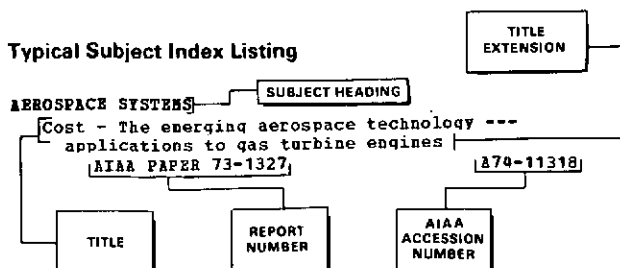 TITLE
EXTENSION
Typical Subject Index Listing
SUBJECT HEADING
AEROSPACE SYSTEMS
Cost - The emerging aerospace technology ---
applications to gas turbine engines
AIAA PAPER 73-1327
A74-11318
TITLE
REPORT
NUMBER
AIAA
ACCESSION
NUMBER